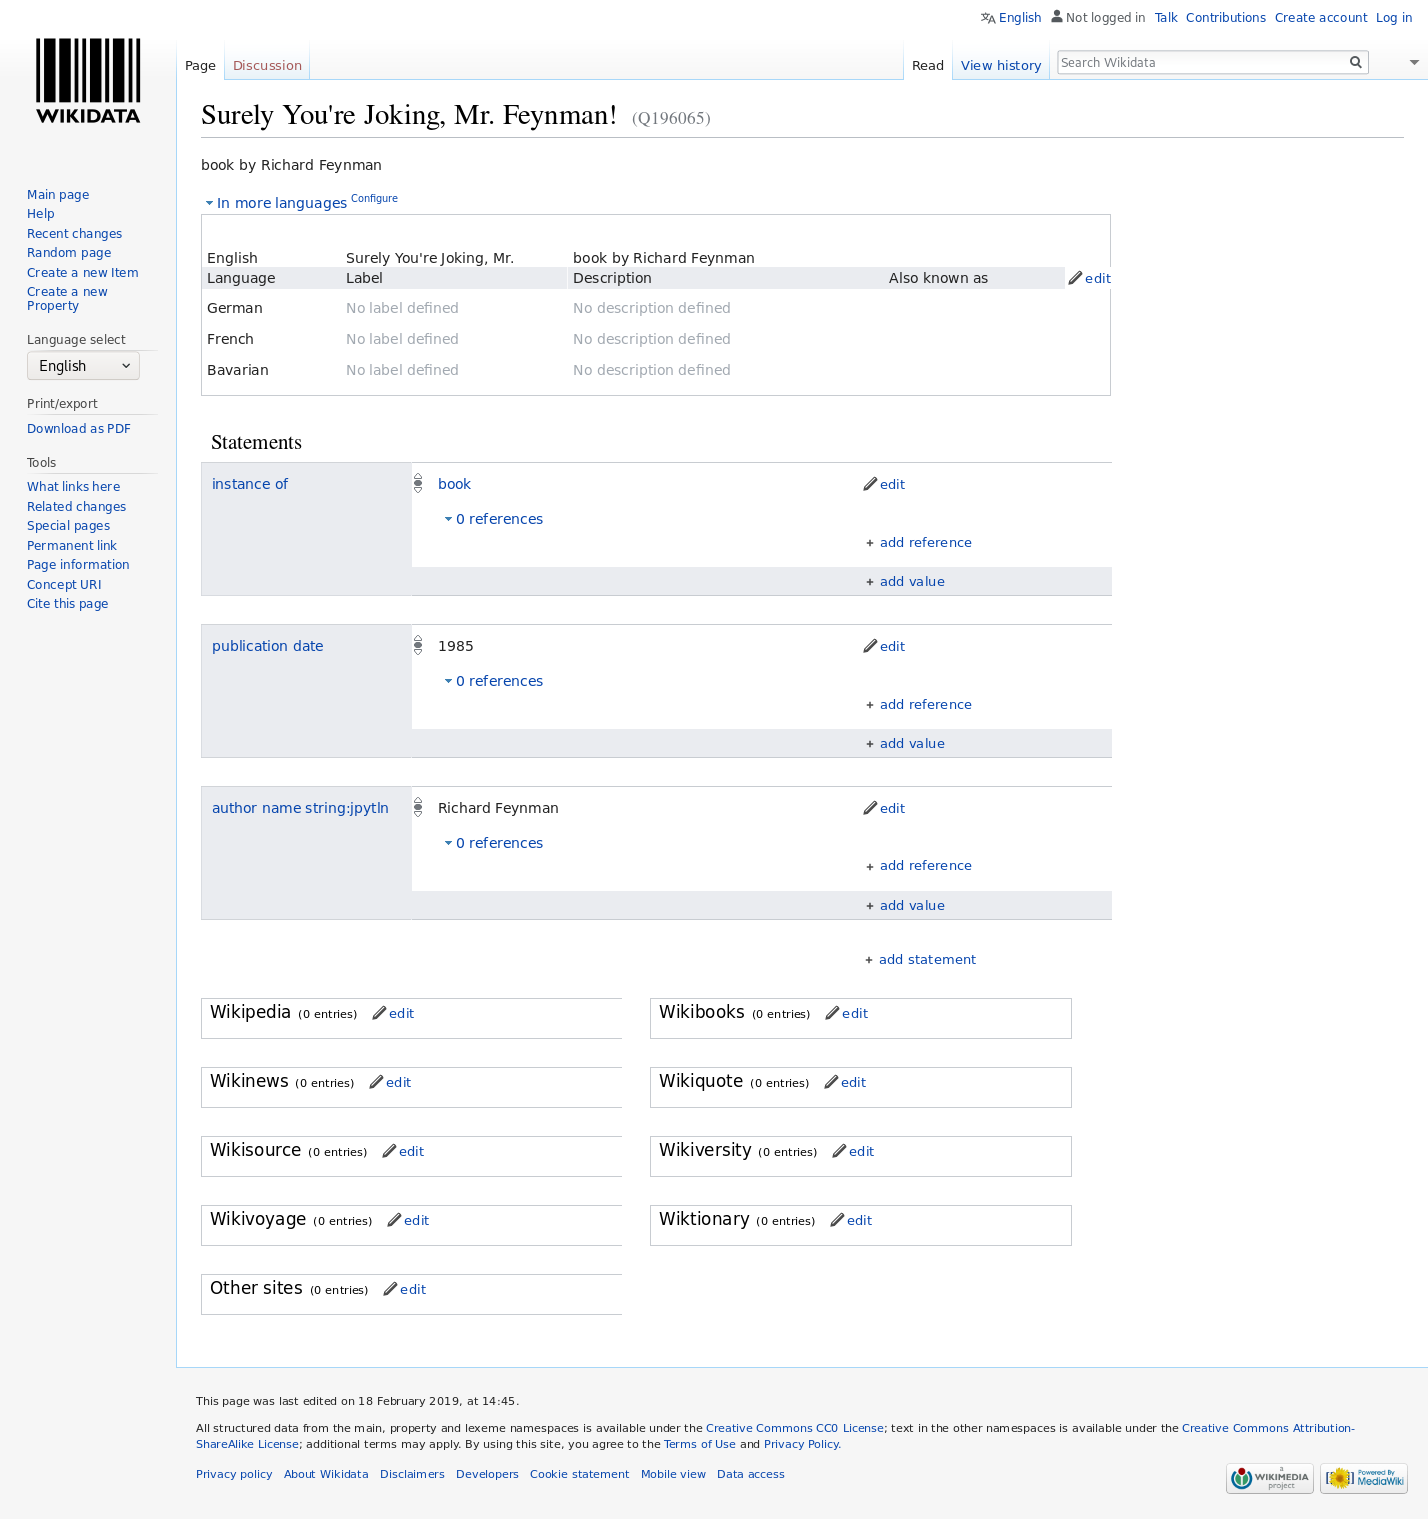 English Not logged in Talk Contributions Create account Log in
WIKIDATA
Page Discussion Read View history Search Wikidata
Surely You're Joking, Mr. Feynman! (Q196065)
book by Richard Feynman
In more languages Configure
English Surely You're Joking, Mr. book by Richard Feynman
Language Label Description Also known as edit
German No label defined No description defined
French No label defined No description defined
Bavarian No label defined No description defined
Main page
Help
Recent changes
Random page
Create a new Item
Create a new
Property
Language select
English
Print/export
Download as PDF
Tools
What links here
Related changes
Special pages
Permanent link
Page information
Concept URI
Cite this page
Statements
instance of book edit
0 references
+ add reference
+ add value
publication date 1985 edit
0 references
+ add reference
+ add value
author name string:jpytln Richard Feynman edit
0 references
+ add reference
+ add value
+ add statement
Wikipedia (0 entries) edit Wikibooks (0 entries) edit
Wikinews (0 entries) edit Wikiquote (0 entries) edit
Wikisource (0 entries) edit Wikiversity (0 entries) edit
Wikivoyage (0 entries) edit Wiktionary (0 entries) edit
Other sites (0 entries) edit
This page was last edited on 18 February 2019, at 14:45.
All structured data from the main, property and lexeme namespaces is available under the Creative Commons CC0 License; text in the other namespaces is available under the Creative Commons Attribution-
ShareAlike License; additional terms may apply. By using this site, you agree to the Terms of Use and Privacy Policy.
Privacy policy About Wikidata Disclaimers Developers Cookie statement Mobile view Data access
a
WIKIMEDIA
project
Powered By
MediaWiki